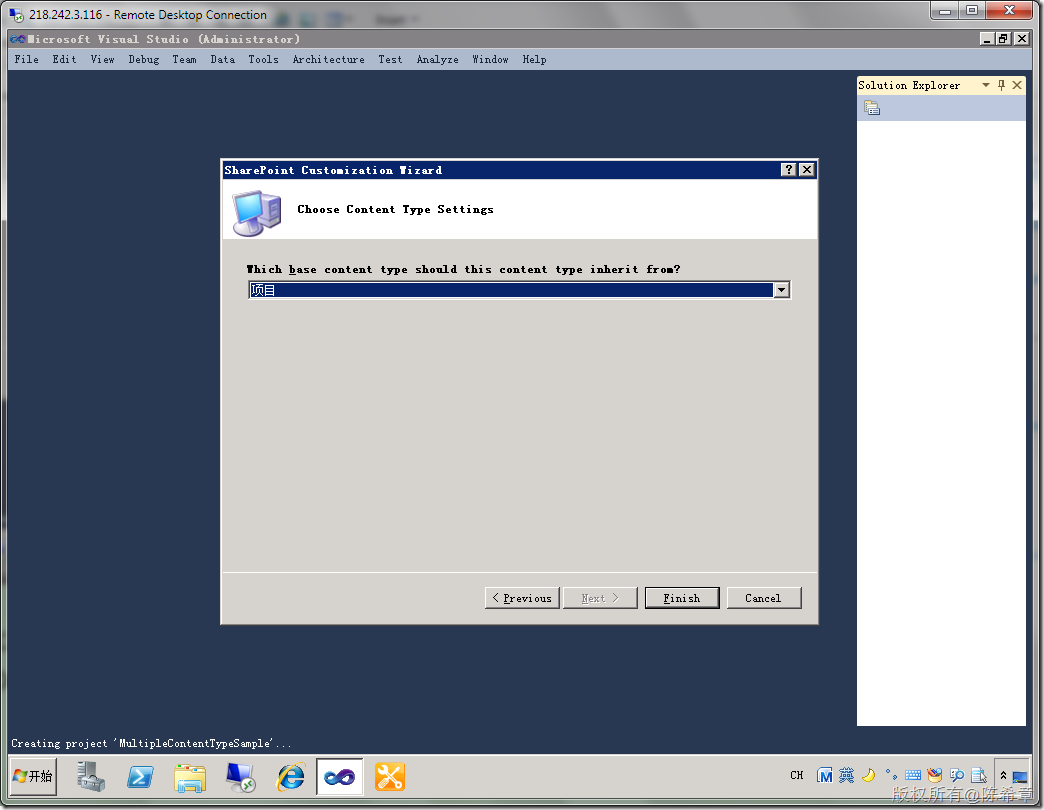 218.242.3.116 - Remote Desktop Connection
Microsoft Visual Studio (Administrator)
File Edit View Debug Team Data Tools Architecture Test Analyze Window Help
Solution Explorer
SharePoint Customization Wizard
Choose Content Type Settings
Which base content type should this content type inherit from?
项目
< Previous Next > Finish Cancel
Creating project 'MultipleContentTypeSample'...
开始 CH M 英
版权所有@陈希章